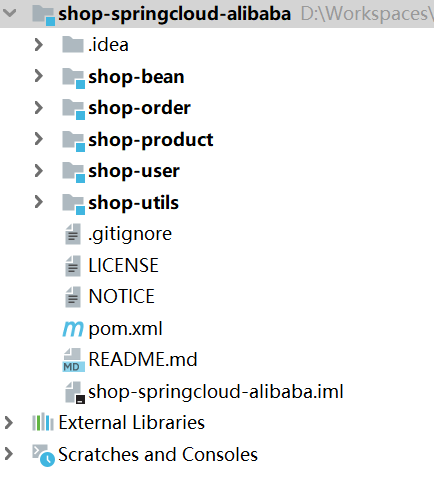 shop-springcloud-alibaba D:\Workspaces\
.idea
shop-bean
shop-order
shop-product
shop-user
shop-utils
.gitignore
LICENSE
NOTICE
m pom.xml
MD README.md
shop-springcloud-alibaba.iml
External Libraries
Scratches and Consoles